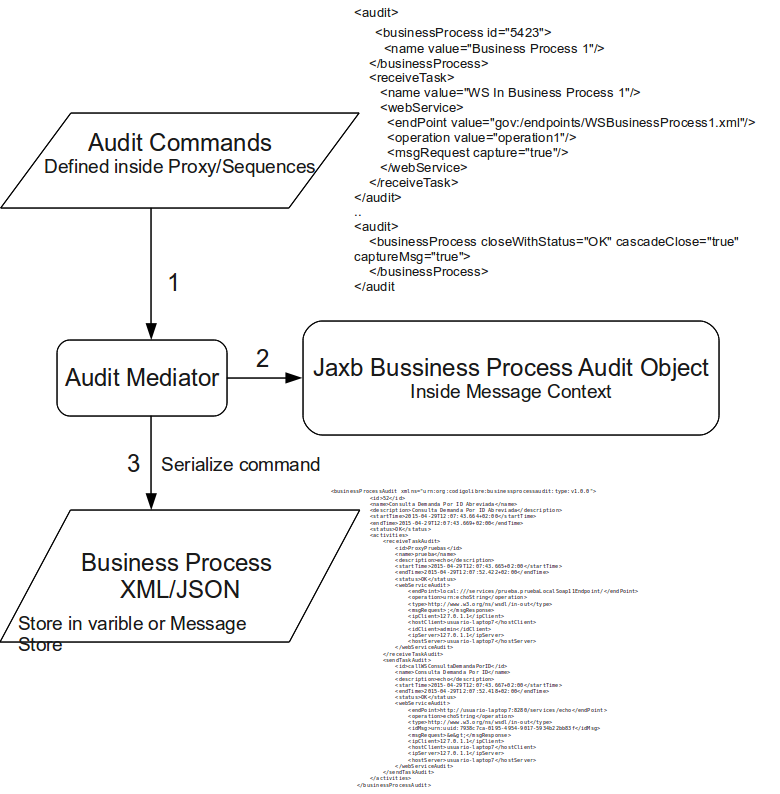 <audit>
<businessProcess id="5423">
<name value="Business Process 1"/>
</businessProcess>
<receiveTask>
<name value="WS In Business Process 1"/>
<webService>
<endPoint value="gov:/endpoints/WSBusinessProcess1.xml"/>
<operation value="operation1"/>
<msgRequest capture="true"/>
</webService>
</receiveTask>
</audit>
..
<audit>
<businessProcess closeWithStatus="OK" cascadeClose="true"
captureMsg="true">
</businessProcess>
</audit
Audit Commands
Defined inside Proxy/Sequences
1
Audit Mediator
2
Jaxb Bussiness Process Audit Object
Inside Message Context
3
Serialize command
Business Process
XML/JSON
Store in varible or Message
Store
<businessProcessAudit xmlns="urn:org:codigolibre:businessprocessaudit:type:v1.0.0">
<id>52</id>
<name>Consulta Demanda Por ID Abreviada</name>
<description>Consulta Demanda Por ID Abreviada</description>
<startTime>2015-04-29T12:07:43.664+02:00</startTime>
<endTime>2015-04-29T12:07:43.669+02:00</endTime>
<status>OK</status>
<activities>
<receiveTaskAudit>
<id>ProxyPruebas</id>
<name>prueba</name>
<description>echo</description>
<startTime>2015-04-29T12:07:43.665+02:00</startTime>
<endTime>2015-04-29T12:07:52.422+02:00</endTime>
<status>OK</status>
<webServiceAudit>
<endPoint>local:///services/prueba.pruebaLocalSoap11Endpoint/</endPoint>
<operation>urn:echoString</operation>
<type>http://www.w3.org/ns/wsdl/in-out</type>
<ipClient>127.0.1.1</ipClient>
<hostClient>usuario-laptop7</hostClient>
<idClient>admin</idClient>
<ipServer>127.0.1.1</ipServer>
<hostServer>usuario-laptop7</hostServer>
</webServiceAudit>
</receiveTaskAudit>
<sendTaskAudit>
<id>callWSConsultaDemandaPorID</id>
<name>Consulta Demanda Por ID</name>
<description>echo</description>
<startTime>2015-04-29T12:07:43.667+02:00</startTime>
<endTime>2015-04-29T12:07:52.418+02:00</endTime>
<status>OK</status>
<webServiceAudit>
<endPoint>http://usuario-laptop7:8280/services/echo</endPoint>
<operation>echoString</operation>
<type>http://www.w3.org/ns/wsdl/in-out</type>
<ipClient>127.0.1.1</ipClient>
<hostClient>usuario-laptop7</hostClient>
<ipServer>127.0.1.1</ipServer>
<hostServer>usuario-laptop7</hostServer>
</webServiceAudit>
</sendTaskAudit>
</activities>
</businessProcessAudit>